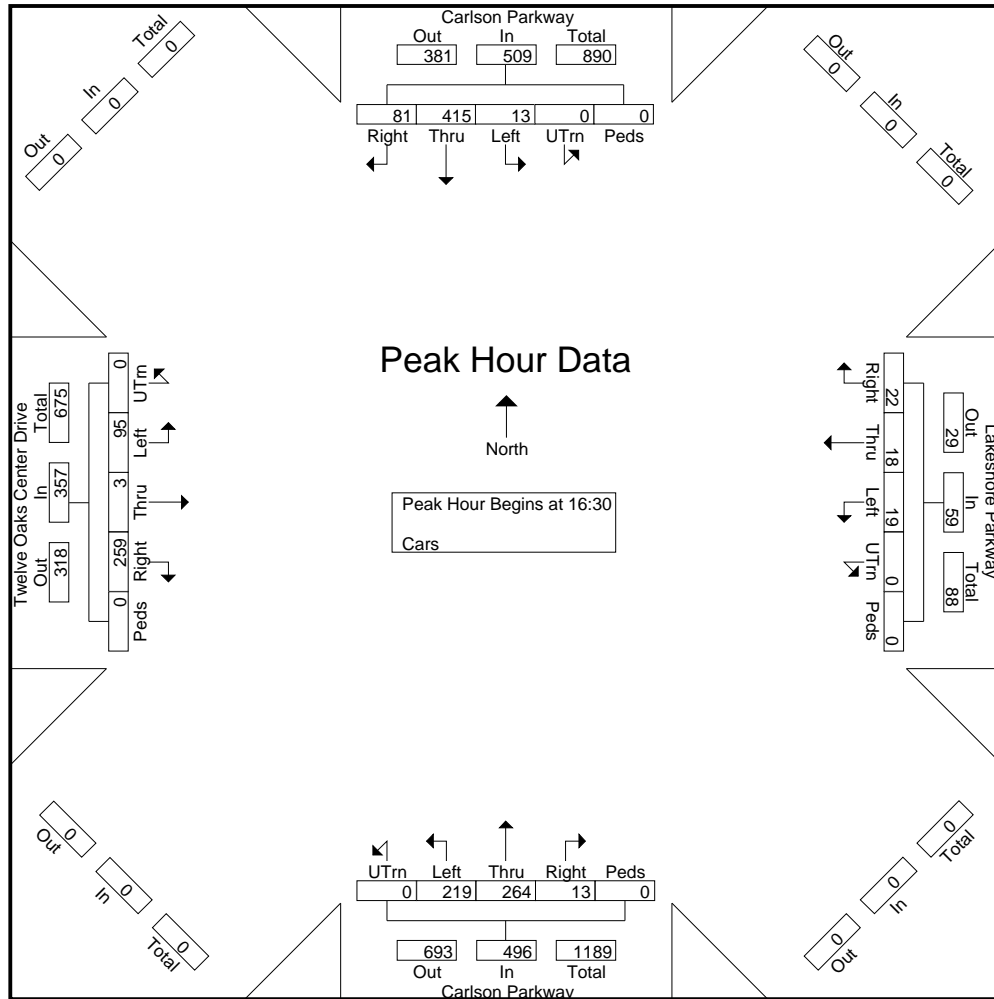 Carlson Parkway
Out In Total
381 509 890
81 415 13 0 0
Right Thru Left UTrn Peds
Total
0
In
0
Out
0
Out
0
In
0
Total
0
Peak Hour Data
North
Peak Hour Begins at 16:30
Cars
Twelve Oaks Center Drive
Total In Out
675 357 318
0 95 3 259 0
UTrn Left Thru Right Peds
Lakeshore Parkway
Out In Total
29 59 88
22 18 19 0 0
Right Thru Left UTrn Peds
UTrn Left Thru Right Peds
0 219 264 13 0
693 496 1189
Out In Total
Carlson Parkway
0
Out
0
In
0
Total
0
Total
0
In
0
Out